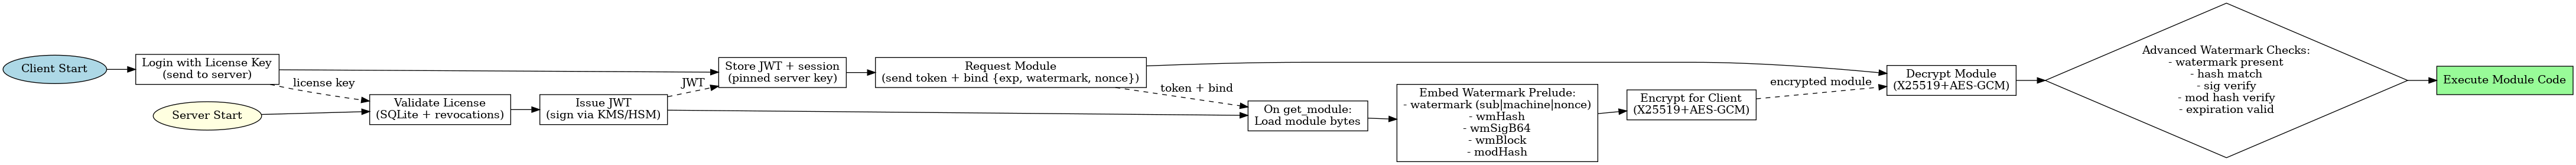 Client Start
Login with License Key
(send to server)
license key
Server Start
Validate License
(SQLite + revocations)
Issue JWT
(sign via KMS/HSM)
JWT
Store JWT + session
(pinned server key)
Request Module
(send token + bind {exp, watermark, nonce})
token + bind
On get_module:
Load module bytes
Embed Watermark Prelude:
- watermark (sub|machine|nonce)
- wmHash
- wmSigB64
- wmBlock
- modHash
Encrypt for Client
(X25519+AES-GCM)
encrypted module
Decrypt Module
(X25519+AES-GCM)
Advanced Watermark Checks:
- watermark present
- hash match
- sig verify
- mod hash verify
- expiration valid
Execute Module Code